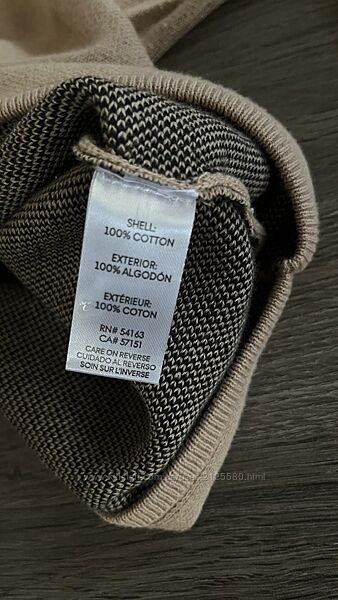 SHELL:
100% COTTON
EXTERIOR:
100% ALGODÓN
EXTÉRIEUR:
100% COTON
RN# 54163
CA# 57151
CARE ON REVERSE
CUIDADO AL REVERSO
SOIN SUR L'INVERSE